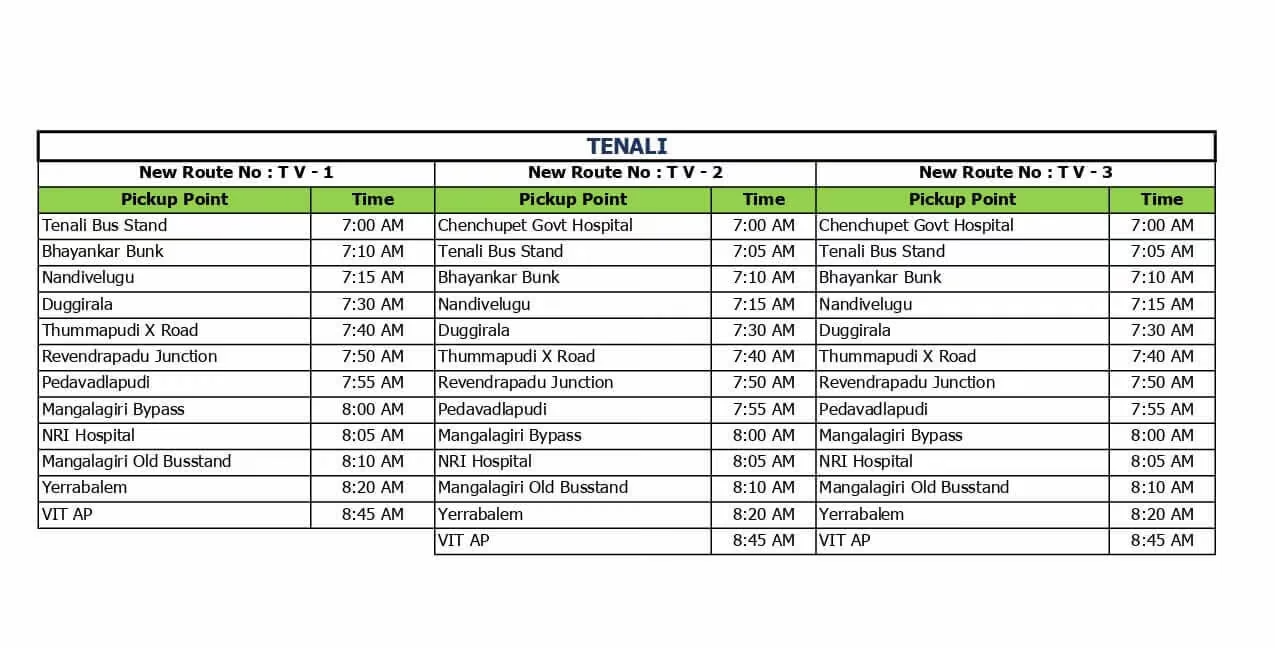 TENALI
New Route No : T V - 1 New Route No : T V - 2 New Route No : T V - 3
Pickup Point Time Pickup Point Time Pickup Point Time
Tenali Bus Stand 7:00 AM Chenchupet Govt Hospital 7:00 AM Chenchupet Govt Hospital 7:00 AM
Bhayankar Bunk 7:10 AM Tenali Bus Stand 7:05 AM Tenali Bus Stand 7:05 AM
Nandivelugu 7:15 AM Bhayankar Bunk 7:10 AM Bhayankar Bunk 7:10 AM
Duggirala 7:30 AM Nandivelugu 7:15 AM Nandivelugu 7:15 AM
Thummapudi X Road 7:40 AM Duggirala 7:30 AM Duggirala 7:30 AM
Revendrapadu Junction 7:50 AM Thummapudi X Road 7:40 AM Thummapudi X Road 7:40 AM
Pedavadlapudi 7:55 AM Revendrapadu Junction 7:50 AM Revendrapadu Junction 7:50 AM
Mangalagiri Bypass 8:00 AM Pedavadlapudi 7:55 AM Pedavadlapudi 7:55 AM
NRI Hospital 8:05 AM Mangalagiri Bypass 8:00 AM Mangalagiri Bypass 8:00 AM
Mangalagiri Old Busstand 8:10 AM NRI Hospital 8:05 AM NRI Hospital 8:05 AM
Yerrabalem 8:20 AM Mangalagiri Old Busstand 8:10 AM Mangalagiri Old Busstand 8:10 AM
VIT AP 8:45 AM Yerrabalem 8:20 AM Yerrabalem 8:20 AM
VIT AP 8:45 AM VIT AP 8:45 AM